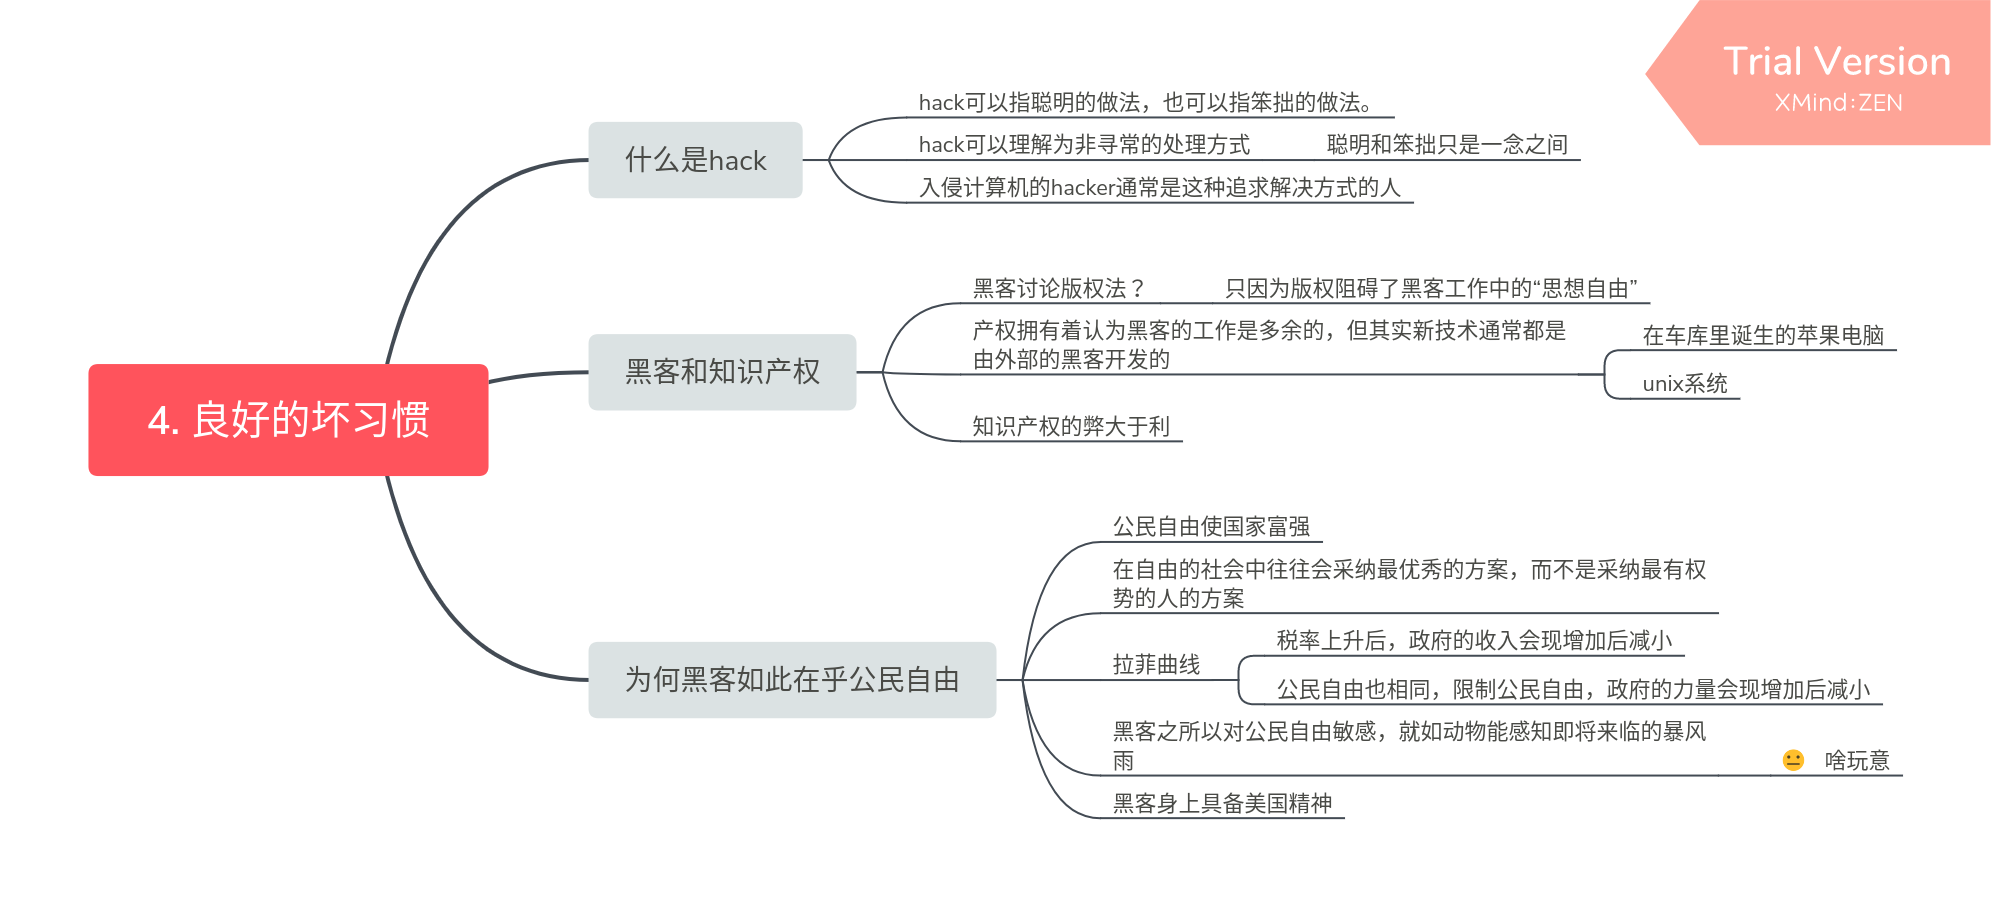 Trial Version
XMind:ZEN
4. 良好的坏习惯
什么是hack
hack可以指聪明的做法，也可以指笨拙的做法。
hack可以理解为非寻常的处理方式
聪明和笨拙只是一念之间
入侵计算机的hacker通常是这种追求解决方式的人
黑客和知识产权
黑客讨论版权法？
只因为版权阻碍了黑客工作中的“思想自由”
产权拥有着认为黑客的工作是多余的，但其实新技术通常都是
由外部的黑客开发的
在车库里诞生的苹果电脑
unix系统
知识产权的弊大于利
为何黑客如此在乎公民自由
公民自由使国家富强
在自由的社会中往往会采纳最优秀的方案，而不是采纳最有权
势的人的方案
拉菲曲线
税率上升后，政府的收入会现增加后减小
公民自由也相同，限制公民自由，政府的力量会现增加后减小
黑客之所以对公民自由敏感，就如动物能感知即将来临的暴风
雨
啥玩意
黑客身上具备美国精神